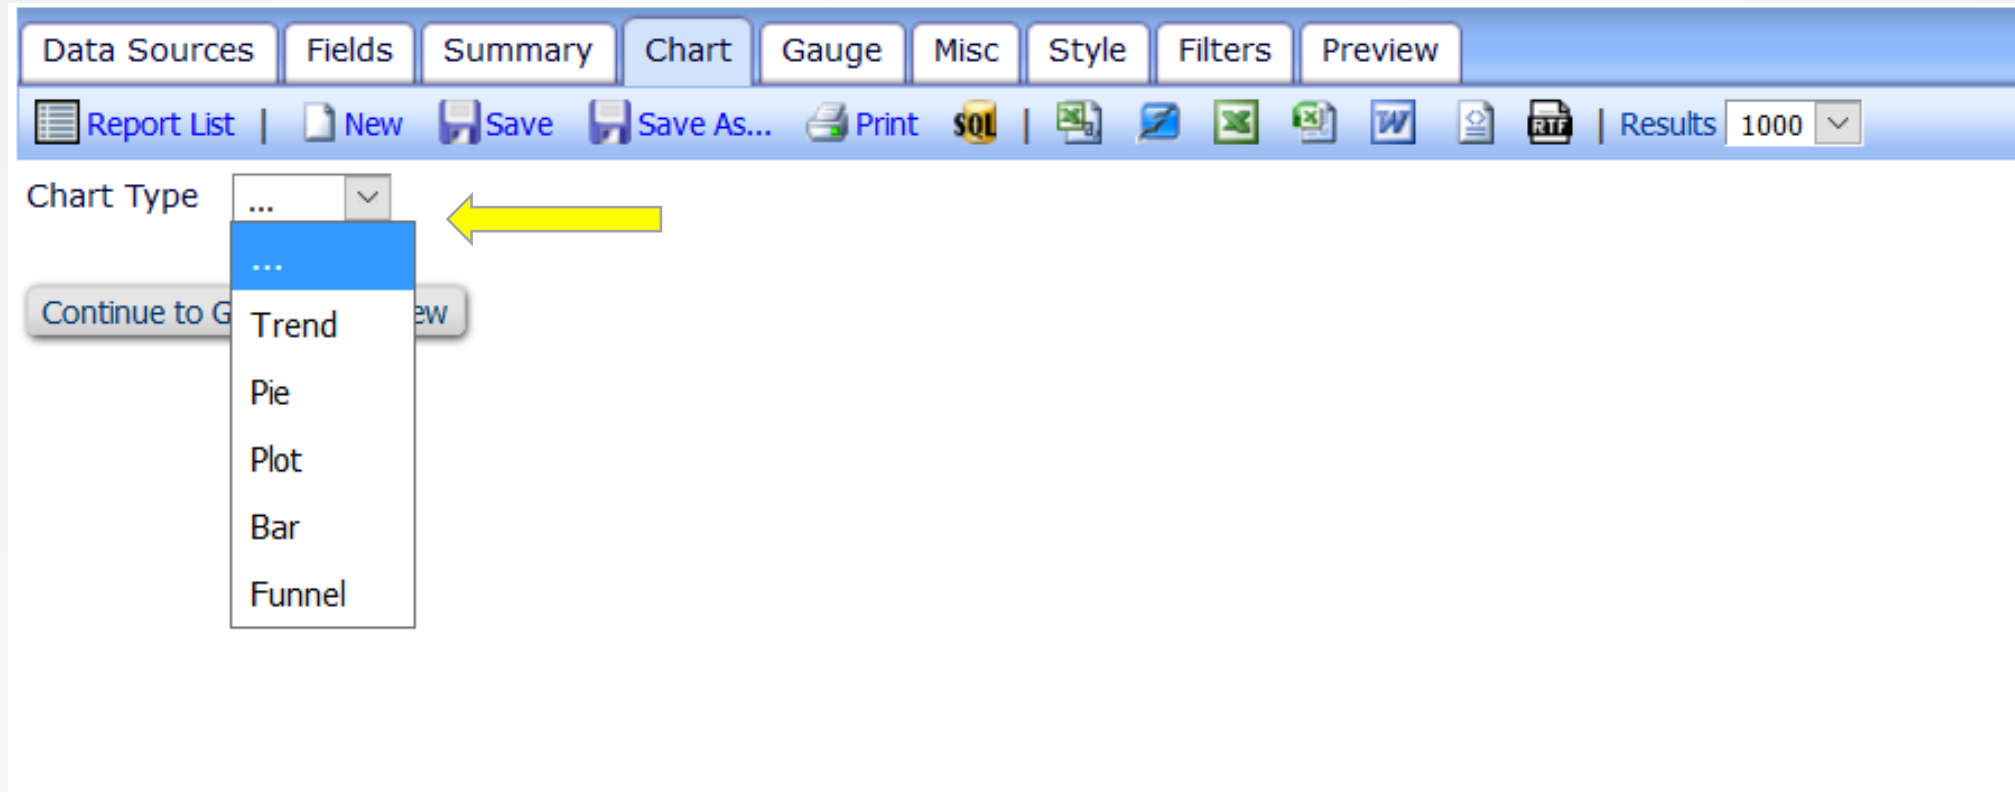 Data Sources Fields Summary Chart Gauge Misc Style Filters Preview
Report List | New Save Save As... Print SQL | RTF | Results 1000
Chart Type ...
...
Continue to G ew
Trend
Pie
Plot
Bar
Funnel